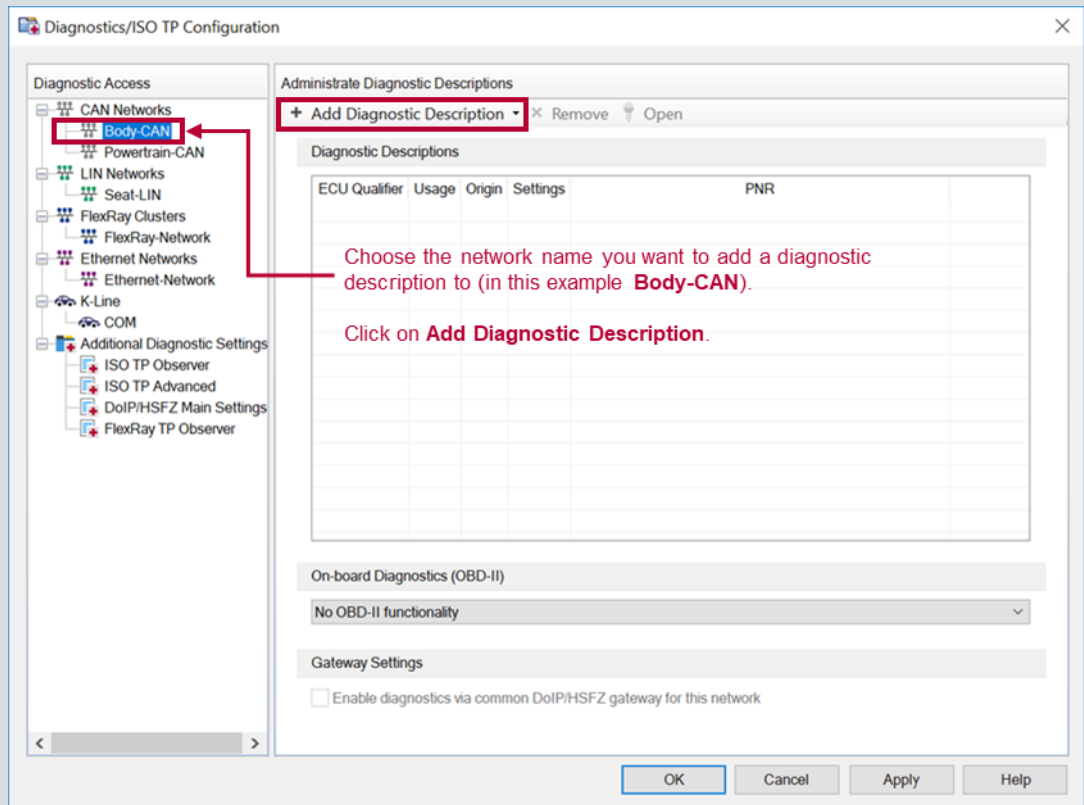 Diagnostics/ISO TP Configuration
Diagnostic Access
CAN Networks
Body-CAN
Powertrain-CAN
LIN Networks
Seat-LIN
FlexRay Clusters
FlexRay-Network
Ethernet Networks
Ethernet-Network
K-Line
COM
Additional Diagnostic Settings
ISO TP Observer
ISO TP Advanced
DoIP/HSFZ Main Settings
FlexRay TP Observer
Administrate Diagnostic Descriptions
+ Add Diagnostic Description × Remove Open
Diagnostic Descriptions
ECU Qualifier Usage Origin Settings PNR
Choose the network name you want to add a diagnostic
description to (in this example Body-CAN).
Click on Add Diagnostic Description.
On-board Diagnostics (OBD-II)
No OBD-II functionality
Gateway Settings
Enable diagnostics via common DoIP/HSFZ gateway for this network
OK Cancel Apply Help